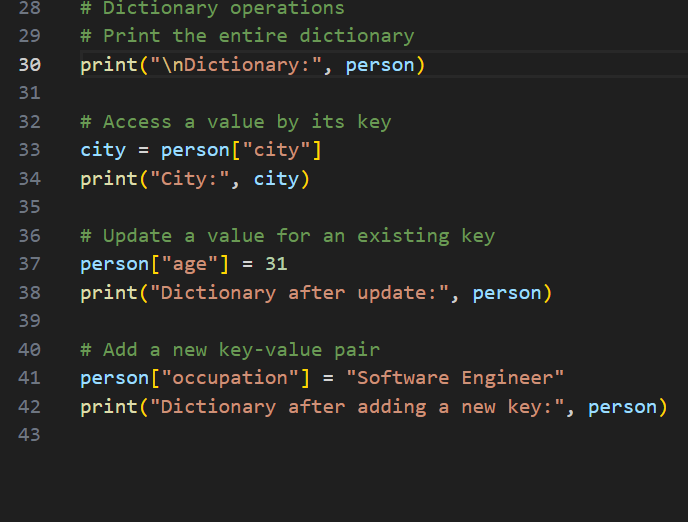 28 # Dictionary operations
29 # Print the entire dictionary
30 print("\nDictionary:", person)
31
32 # Access a value by its key
33 city = person["city"]
34 print("City:", city)
35
36 # Update a value for an existing key
37 person["age"] = 31
38 print("Dictionary after update:", person)
39
40 # Add a new key-value pair
41 person["occupation"] = "Software Engineer"
42 print("Dictionary after adding a new key:", person)
43